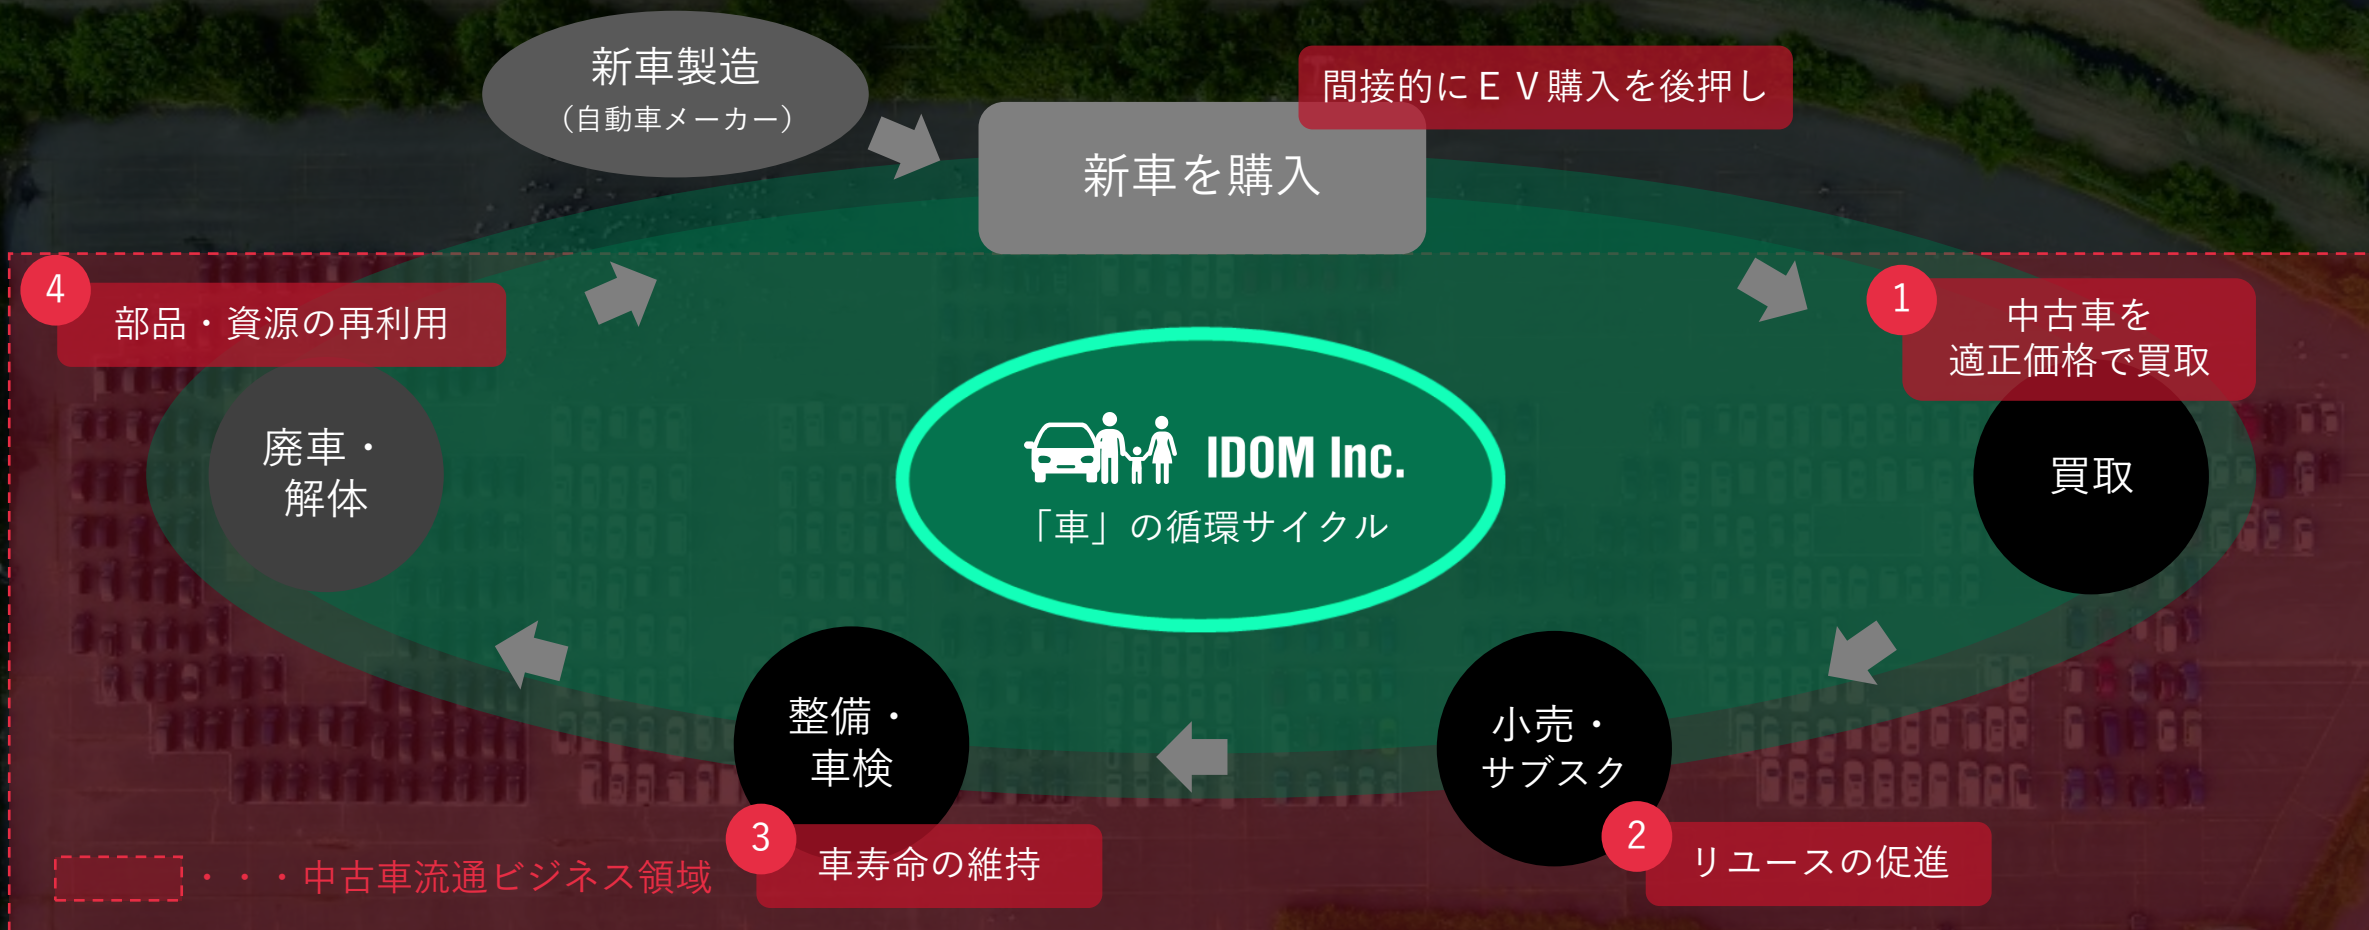 新車製造
（自動車メーカー）
間接的にＥＶ購入を後押し
新車を購入
4
部品・資源の再利用
1
中古車を
適正価格で買取
廃車・
解体
IDOM Inc.
「車」の循環サイクル
買取
整備・
車検
小売・
サブスク
3
車寿命の維持
2
リユースの促進
・・・中古車流通ビジネス領域